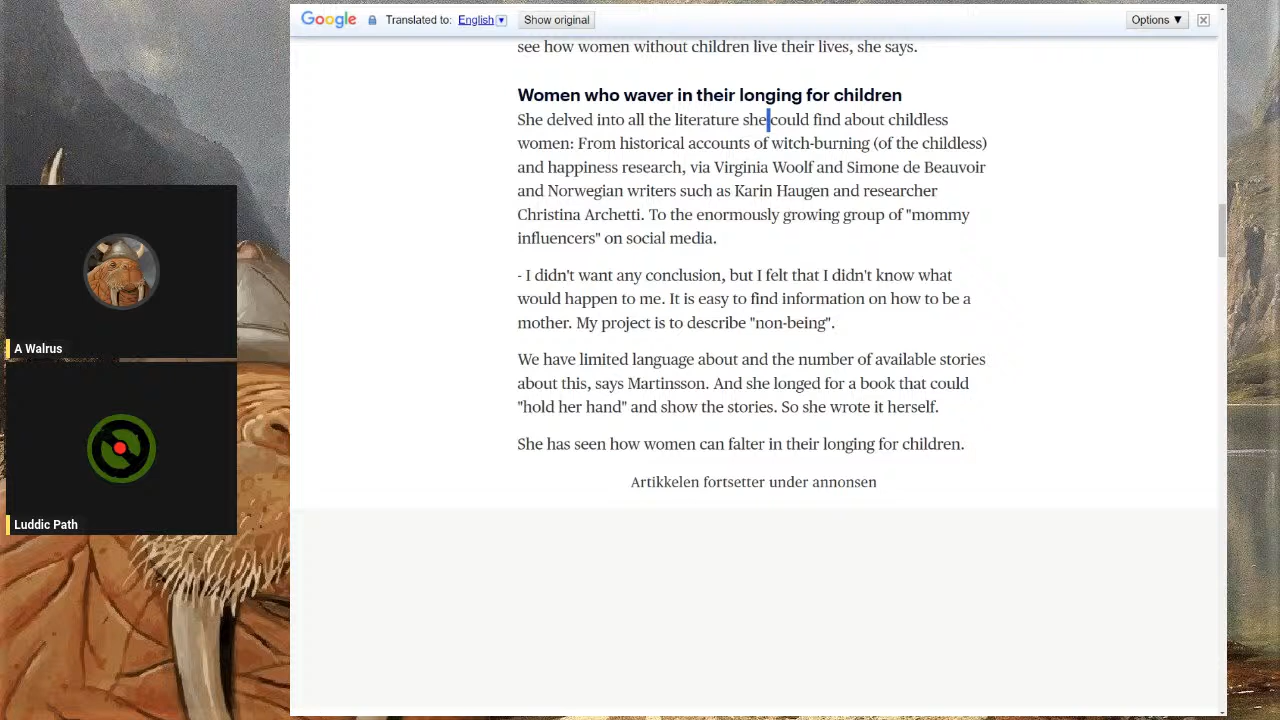 Google Translated to: English ▼ Show original Options ▼
see how women without children live their lives, she says.
Women who waver in their longing for children
She delved into all the literature she could find about childless
women: From historical accounts of witch-burning (of the childless)
and happiness research, via Virginia Woolf and Simone de Beauvoir
and Norwegian writers such as Karin Haugen and researcher
Christina Archetti. To the enormously growing group of "mommy
influencers" on social media.
- I didn't want any conclusion, but I felt that I didn't know what
would happen to me. It is easy to find information on how to be a
mother. My project is to describe "non-being".
We have limited language about and the number of available stories
about this, says Martinsson. And she longed for a book that could
"hold her hand" and show the stories. So she wrote it herself.
She has seen how women can falter in their longing for children.
Artikkelen fortsetter under annonsen
A Walrus
Luddic Path